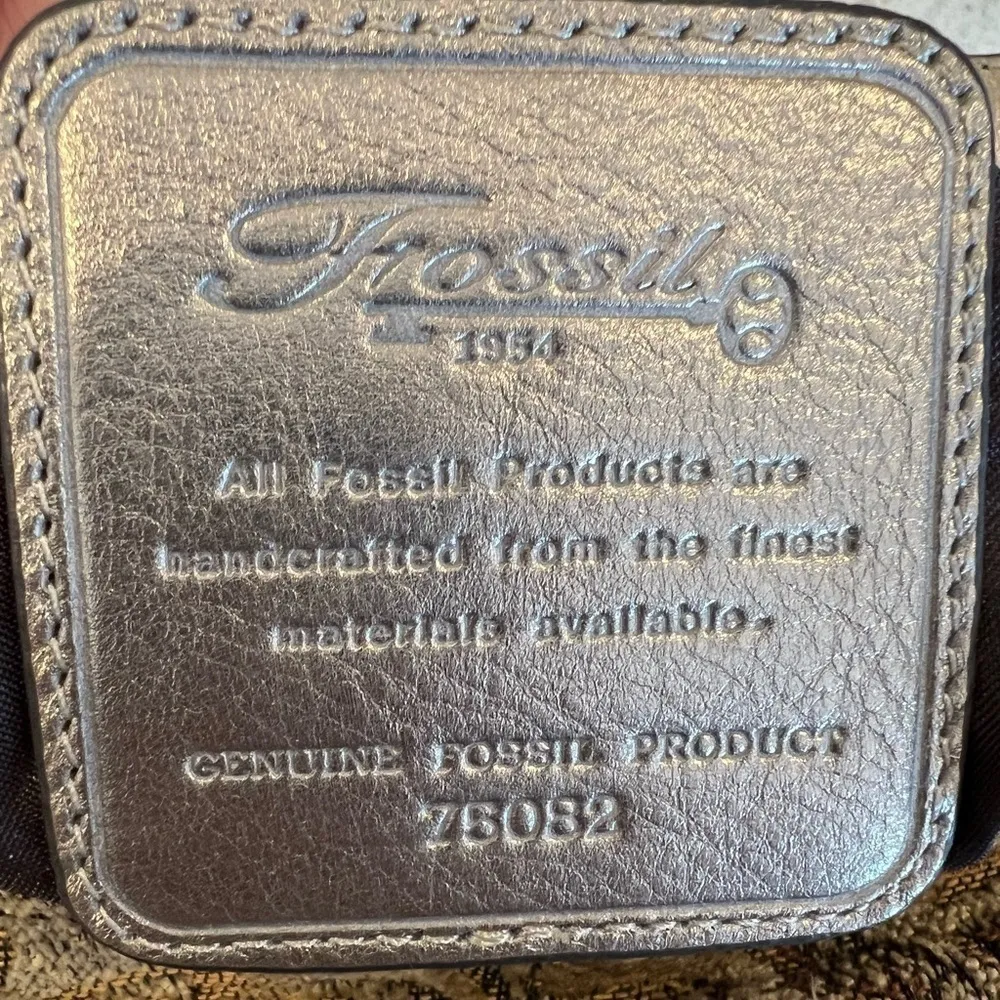 Fossil
1954
All Fossil Products are
handcrafted from the finest
materials available.
GENUINE FOSSIL PRODUCT
75082